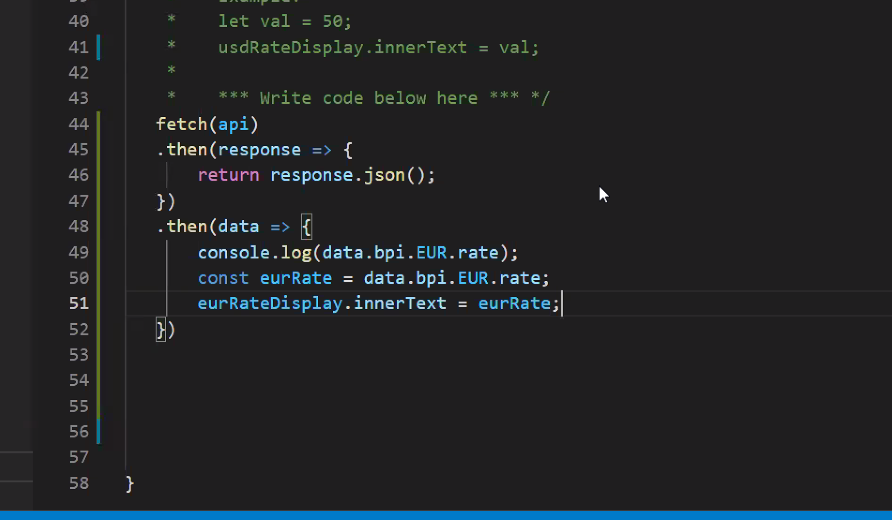 39 * Example:
40 * let val = 50;
41 * usdRateDisplay.innerText = val;
42 *
43 * *** Write code below here *** */
44 fetch(api)
45 .then(response => {
46 return response.json();
47 })
48 .then(data => {
49 console.log(data.bpi.EUR.rate);
50 const eurRate = data.bpi.EUR.rate;
51 eurRateDisplay.innerText = eurRate;
52 })
53
54
55
56
57
58 }